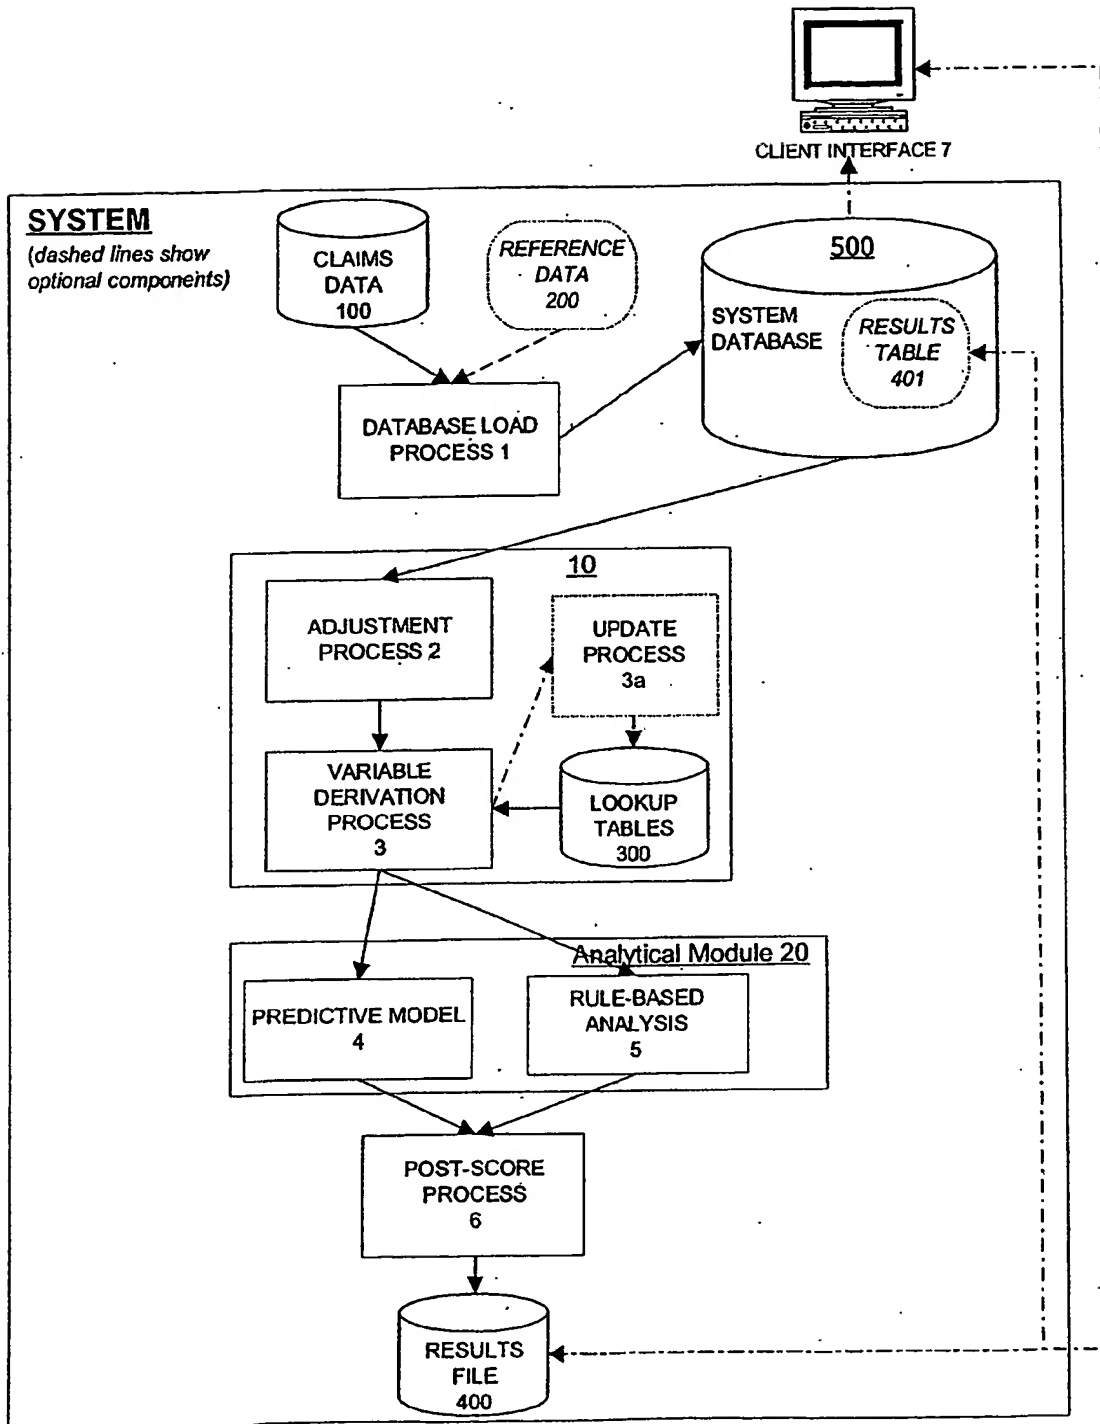 CLIENT INTERFACE 7
SYSTEM
(dashed lines show
optional components)
CLAIMS
DATA
100
REFERENCE
DATA
200
500
SYSTEM
DATABASE
RESULTS
TABLE
401
DATABASE LOAD
PROCESS 1
10
ADJUSTMENT
PROCESS 2
UPDATE
PROCESS
3a
VARIABLE
DERIVATION
PROCESS
3
LOOKUP
TABLES
300
Analytical Module 20
PREDICTIVE MODEL
4
RULE-BASED
ANALYSIS
5
POST-SCORE
PROCESS
6
RESULTS
FILE
400